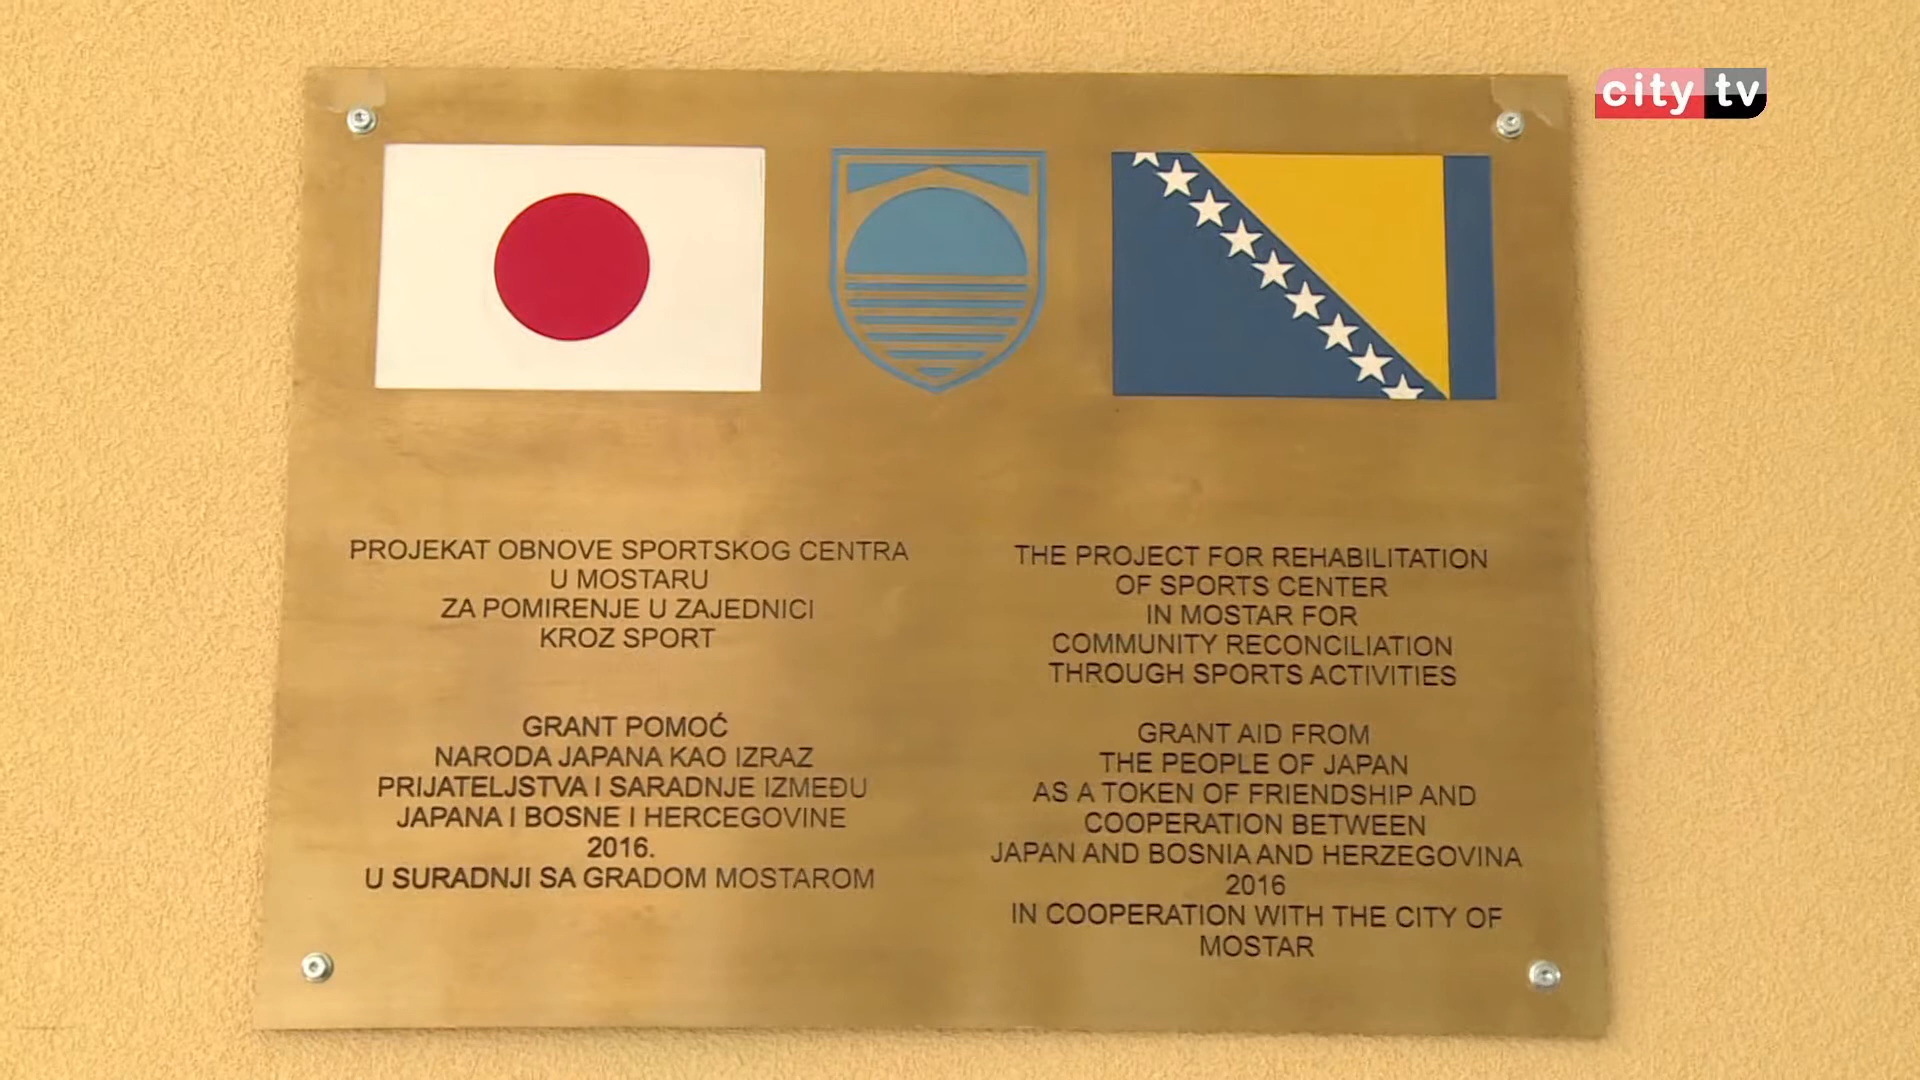 city tv
PROJEKAT OBNOVE SPORTSKOG CENTRA
U MOSTARU
ZA POMIRENJE U ZAJEDNICI
KROZ SPORT
GRANT POMOĆ
NARODA JAPANA KAO IZRAZ
PRIJATELJSTVA I SARADNJE IZMEĐU
JAPANA I BOSNE I HERCEGOVINE
2016.
U SURADNJI SA GRADOM MOSTAROM
THE PROJECT FOR REHABILITATION
OF SPORTS CENTER
IN MOSTAR FOR
COMMUNITY RECONCILIATION
THROUGH SPORTS ACTIVITIES
GRANT AID FROM
THE PEOPLE OF JAPAN
AS A TOKEN OF FRIENDSHIP AND
COOPERATION BETWEEN
JAPAN AND BOSNIA AND HERZEGOVINA
2016
IN COOPERATION WITH THE CITY OF
MOSTAR